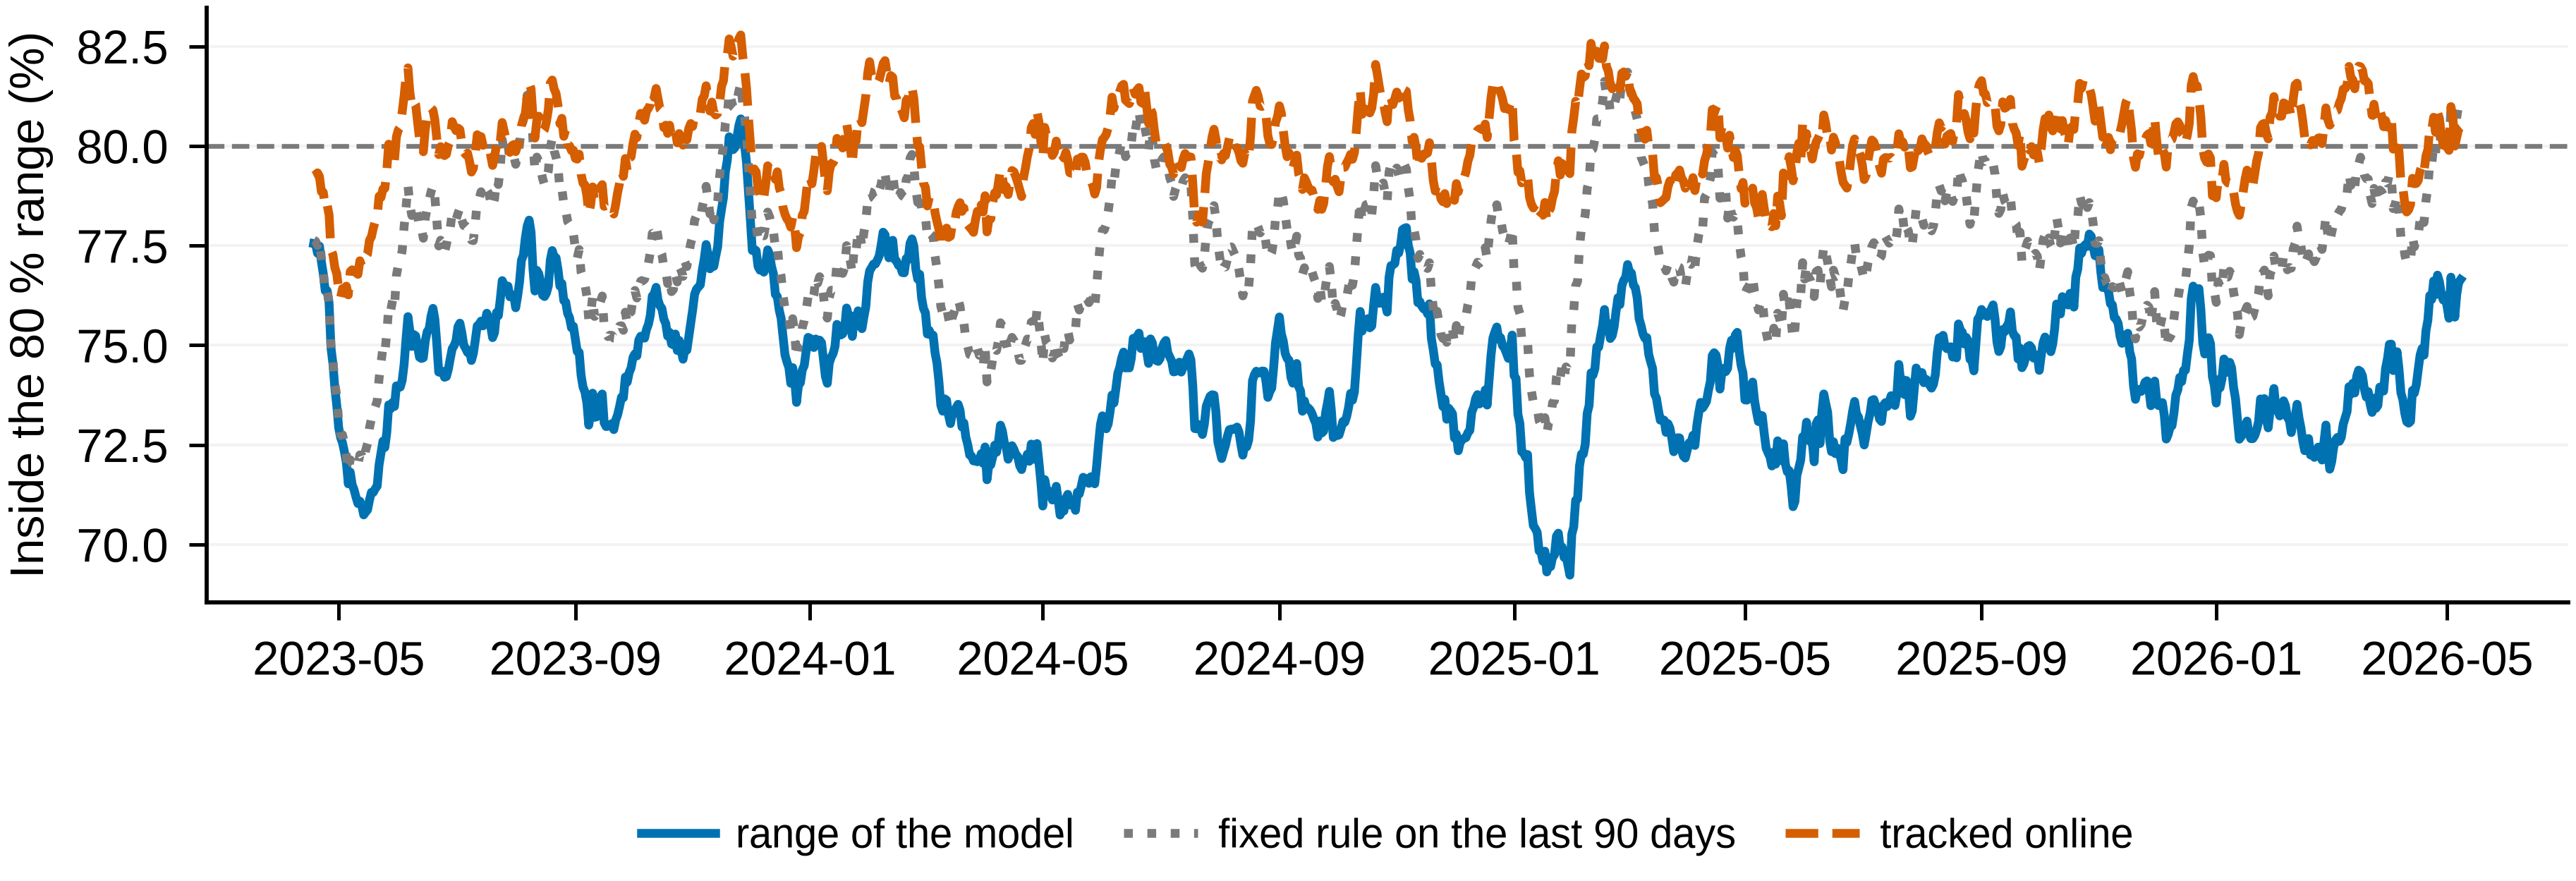 Inside the 80 % range (%)
82.5
80.0
77.5
75.0
72.5
70.0
2023-05 2023-09 2024-01 2024-05 2024-09 2025-01 2025-05 2025-09 2026-01 2026-05
range of the model fixed rule on the last 90 days tracked online